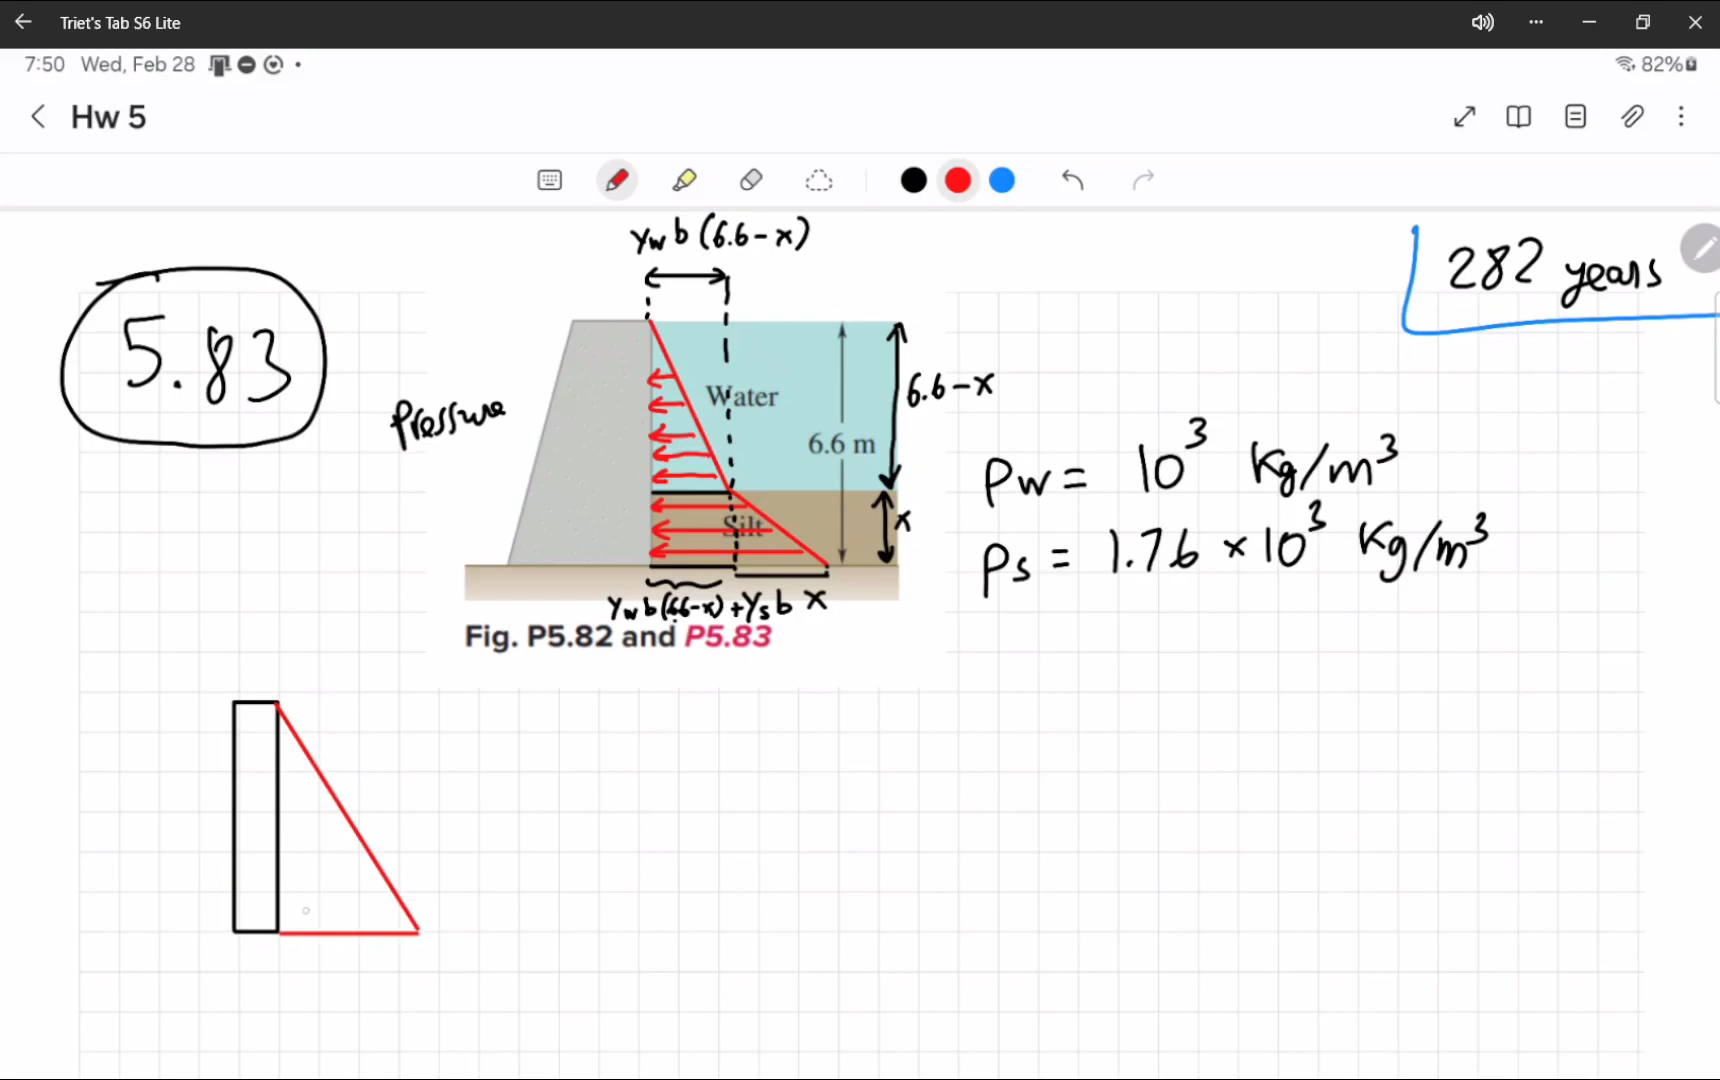 Triet's Tab S6 Lite
7:50 Wed, Feb 28
82%
Hw 5
γw b (6.6-x)
282 years
5.83
Pressure
Water
6.6 m
6.6-x
Silt
x
ρw = 10³ Kg/m³
ρs = 1.76 × 10³ Kg/m³
γw b (6.6-x) + γs b x
Fig. P5.82 and P5.83